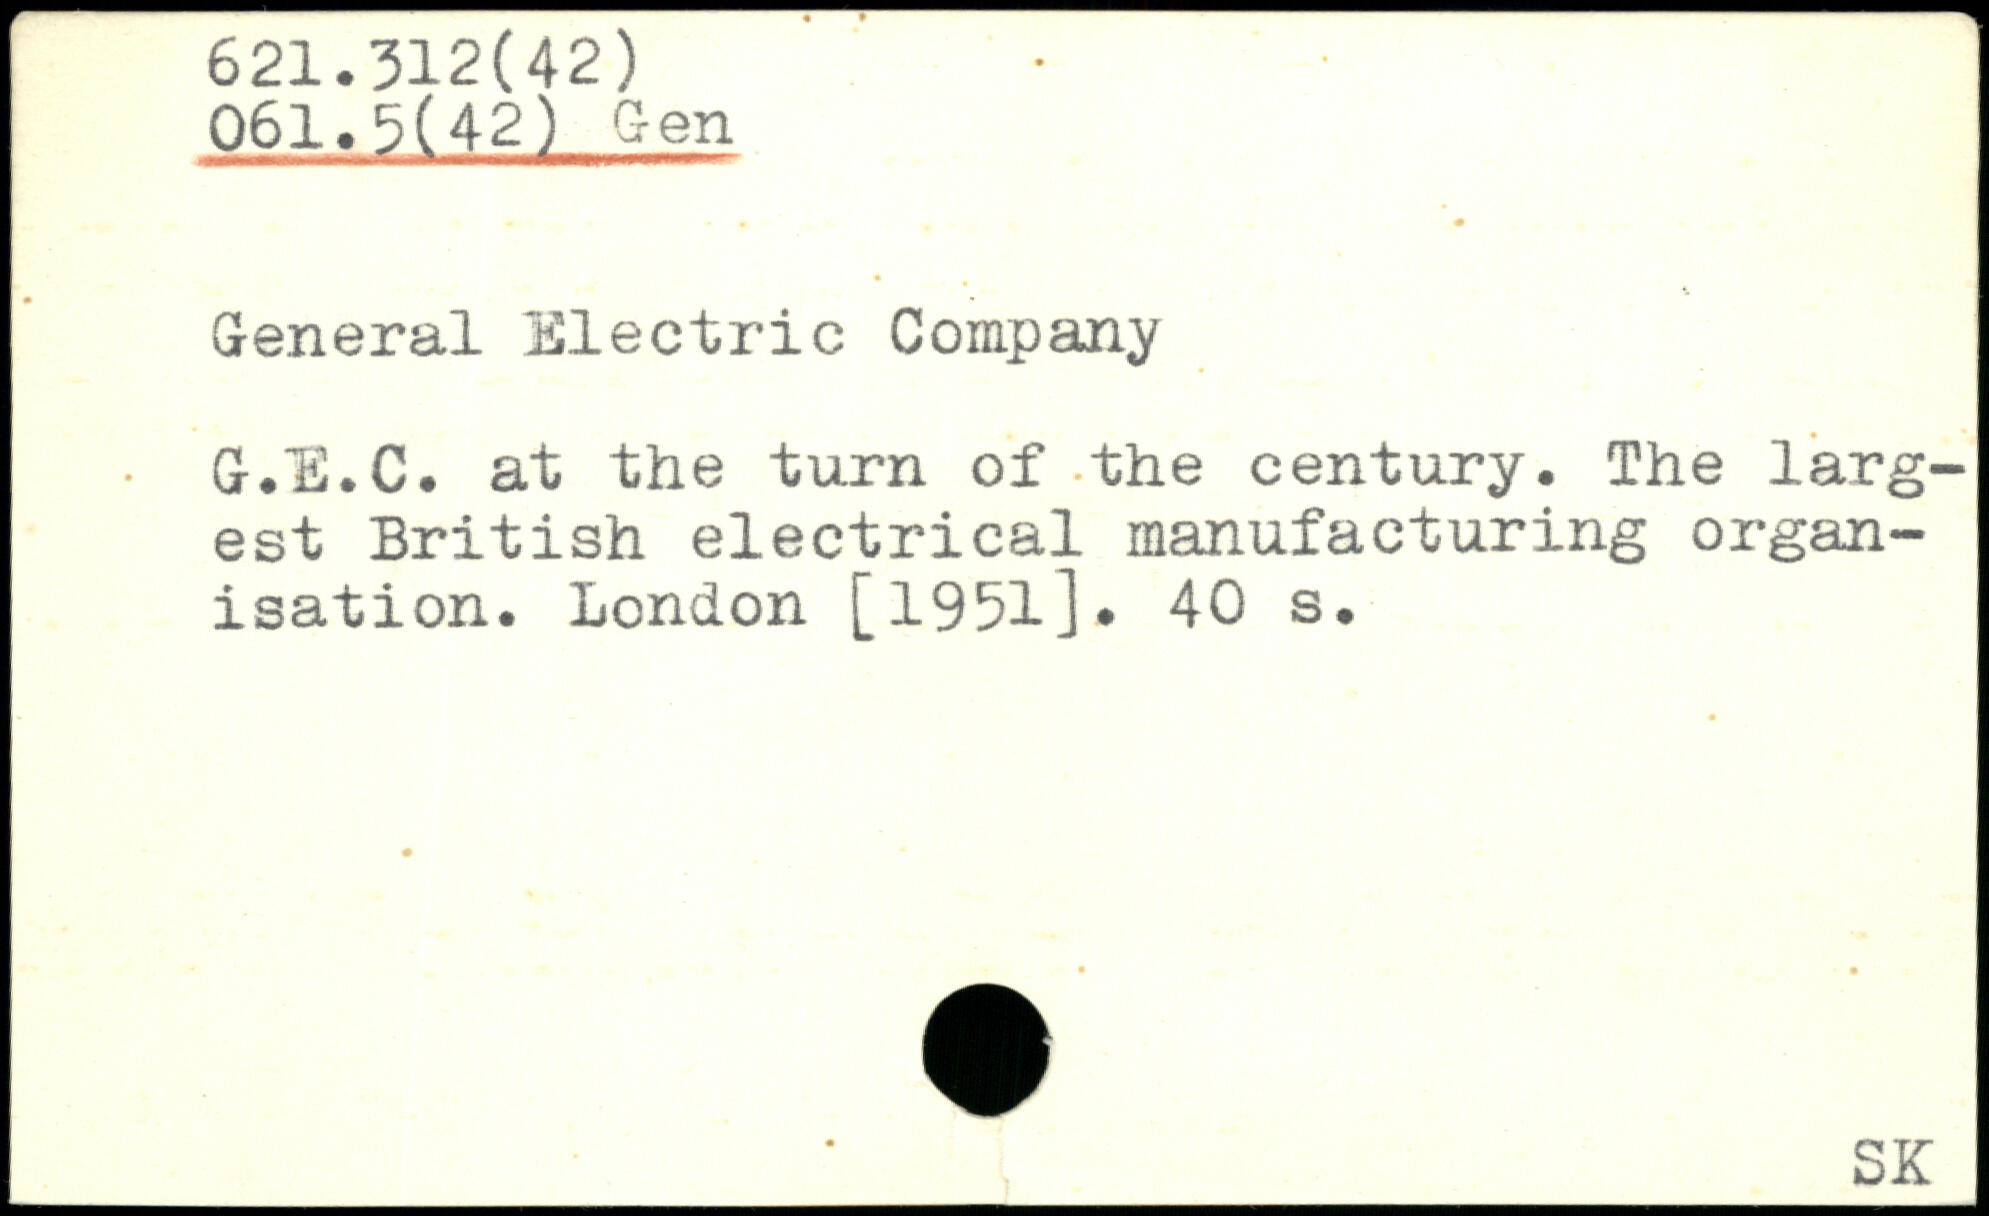 621.312(42)
061.5(42) Gen
General Electric Company
G.E.C. at the turn of the century. The larg-
est British electrical manufacturing organ-
isation. London [1951]. 40 s.
SK